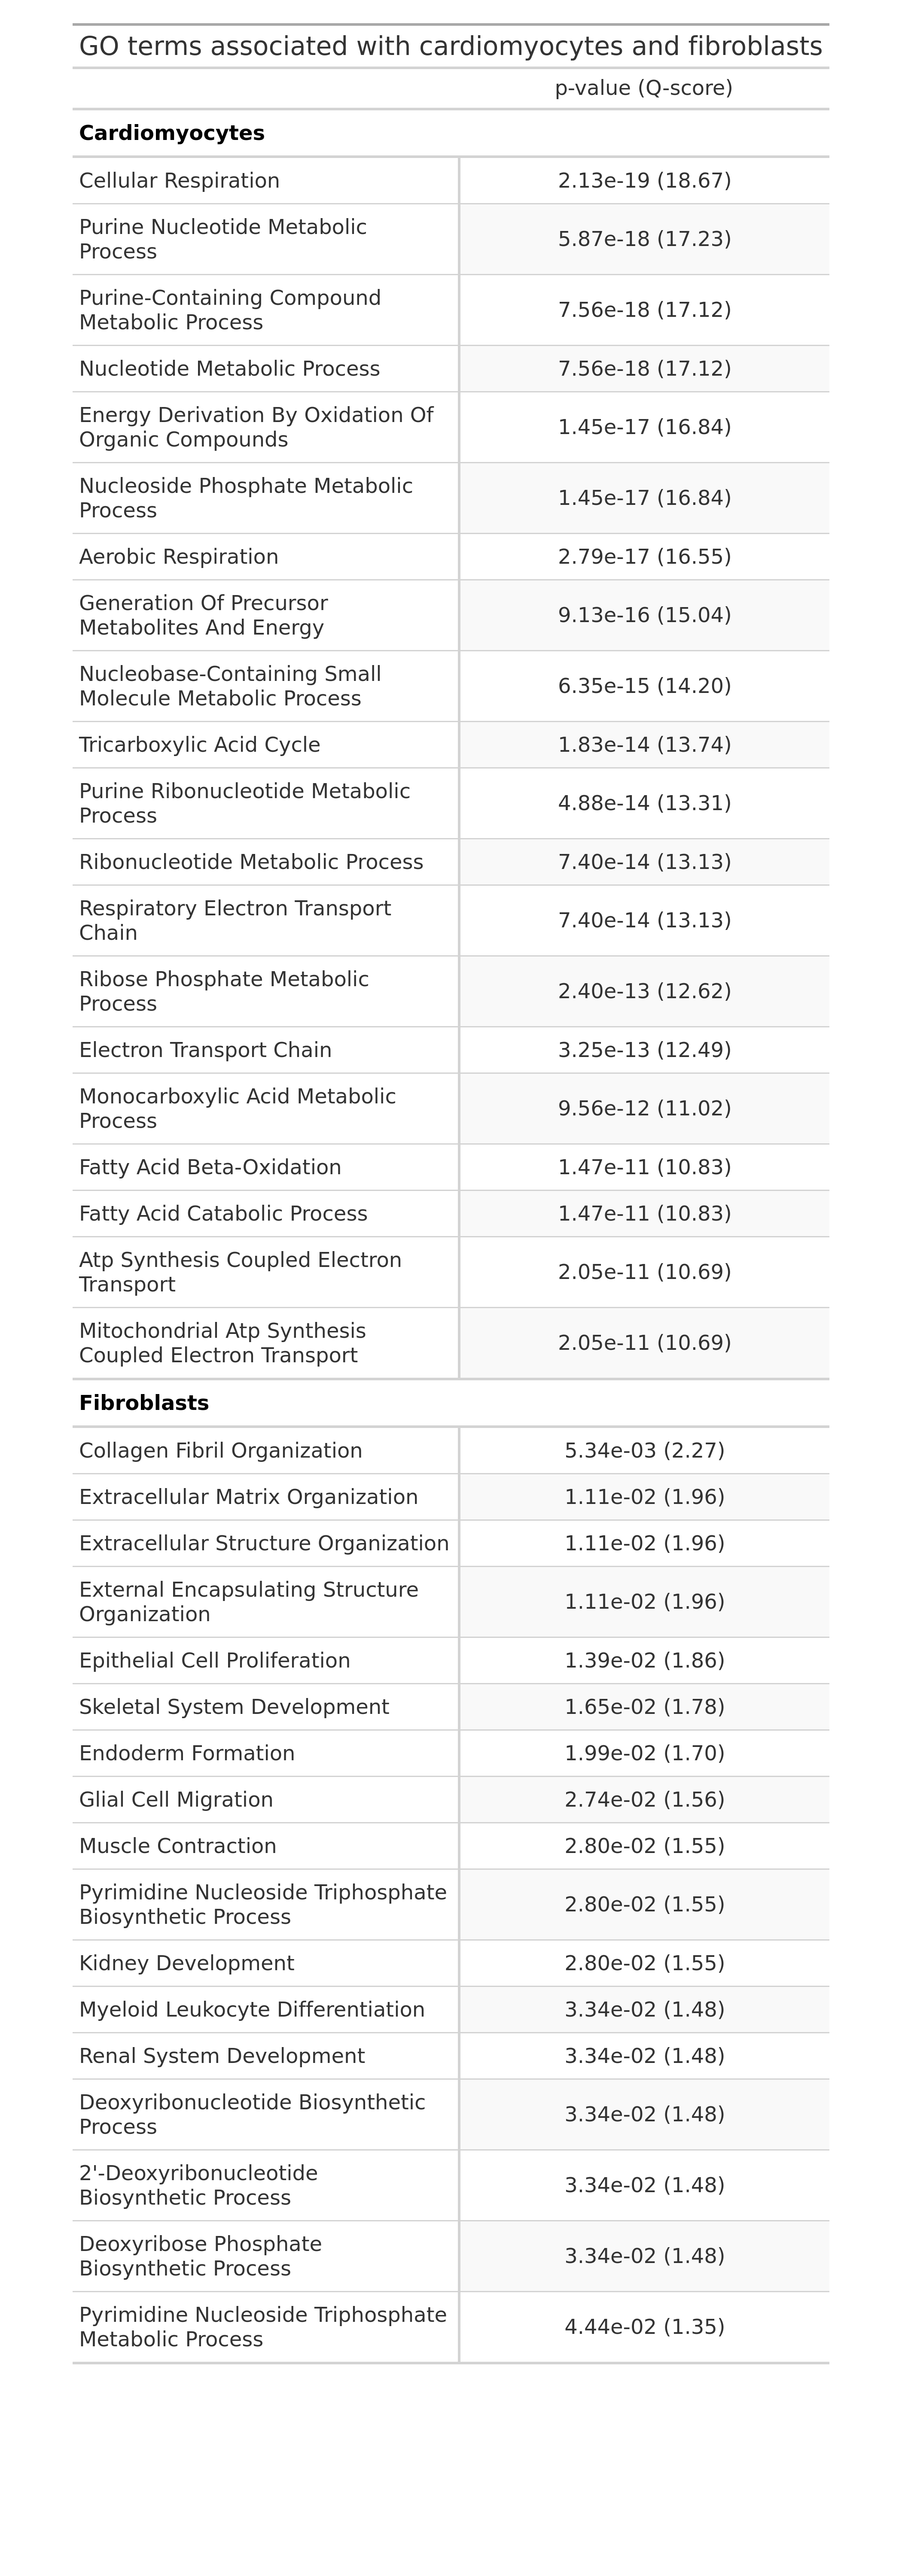 GO terms associated with cardiomyocytes and fibroblasts
p-value (Q-score)
Cardiomyocytes
Cellular Respiration 2.13e-19 (18.67)
Purine Nucleotide Metabolic
Process 5.87e-18 (17.23)
Purine-Containing Compound
Metabolic Process 7.56e-18 (17.12)
Nucleotide Metabolic Process 7.56e-18 (17.12)
Energy Derivation By Oxidation Of
Organic Compounds 1.45e-17 (16.84)
Nucleoside Phosphate Metabolic
Process 1.45e-17 (16.84)
Aerobic Respiration 2.79e-17 (16.55)
Generation Of Precursor
Metabolites And Energy 9.13e-16 (15.04)
Nucleobase-Containing Small
Molecule Metabolic Process 6.35e-15 (14.20)
Tricarboxylic Acid Cycle 1.83e-14 (13.74)
Purine Ribonucleotide Metabolic
Process 4.88e-14 (13.31)
Ribonucleotide Metabolic Process 7.40e-14 (13.13)
Respiratory Electron Transport
Chain 7.40e-14 (13.13)
Ribose Phosphate Metabolic
Process 2.40e-13 (12.62)
Electron Transport Chain 3.25e-13 (12.49)
Monocarboxylic Acid Metabolic
Process 9.56e-12 (11.02)
Fatty Acid Beta-Oxidation 1.47e-11 (10.83)
Fatty Acid Catabolic Process 1.47e-11 (10.83)
Atp Synthesis Coupled Electron
Transport 2.05e-11 (10.69)
Mitochondrial Atp Synthesis
Coupled Electron Transport 2.05e-11 (10.69)
Fibroblasts
Collagen Fibril Organization 5.34e-03 (2.27)
Extracellular Matrix Organization 1.11e-02 (1.96)
Extracellular Structure Organization 1.11e-02 (1.96)
External Encapsulating Structure
Organization 1.11e-02 (1.96)
Epithelial Cell Proliferation 1.39e-02 (1.86)
Skeletal System Development 1.65e-02 (1.78)
Endoderm Formation 1.99e-02 (1.70)
Glial Cell Migration 2.74e-02 (1.56)
Muscle Contraction 2.80e-02 (1.55)
Pyrimidine Nucleoside Triphosphate
Biosynthetic Process 2.80e-02 (1.55)
Kidney Development 2.80e-02 (1.55)
Myeloid Leukocyte Differentiation 3.34e-02 (1.48)
Renal System Development 3.34e-02 (1.48)
Deoxyribonucleotide Biosynthetic
Process 3.34e-02 (1.48)
2'-Deoxyribonucleotide
Biosynthetic Process 3.34e-02 (1.48)
Deoxyribose Phosphate
Biosynthetic Process 3.34e-02 (1.48)
Pyrimidine Nucleoside Triphosphate
Metabolic Process 4.44e-02 (1.35)